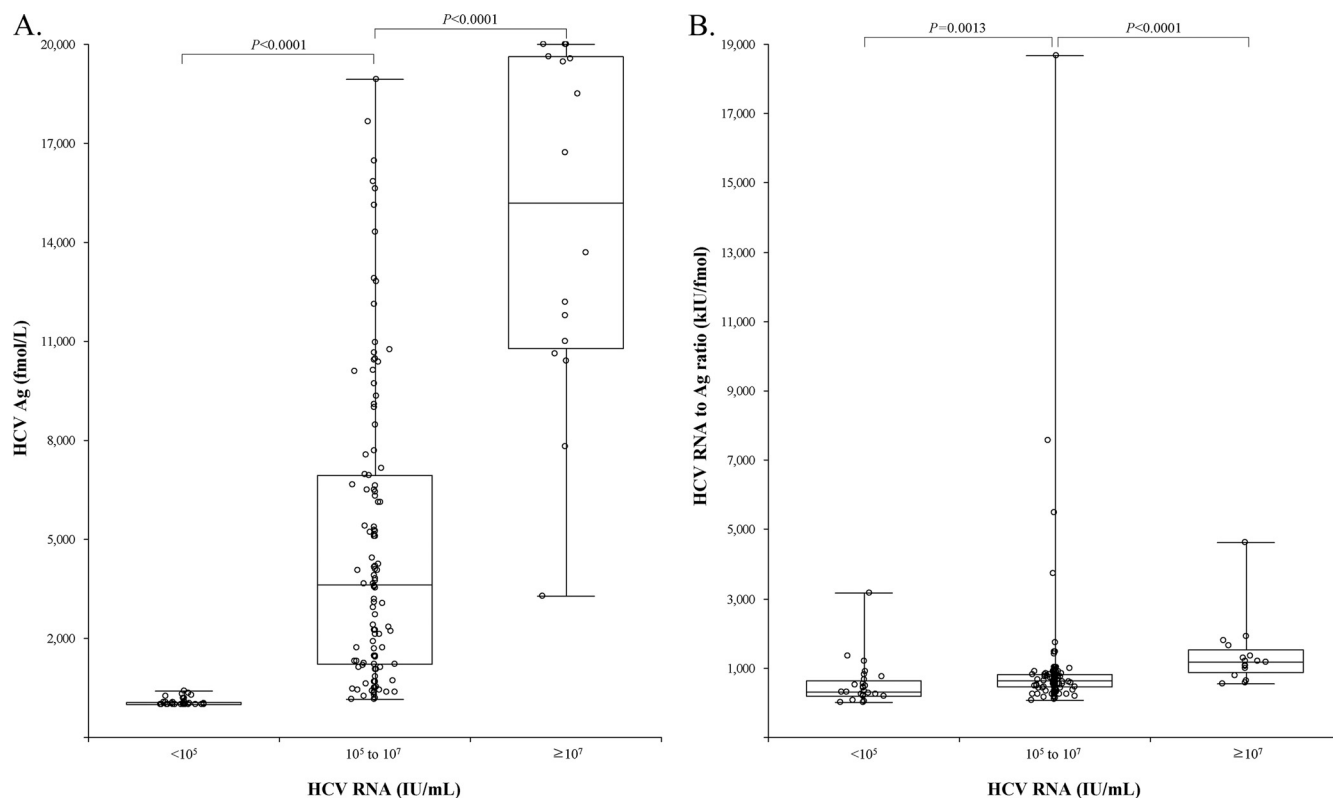 A.
P<0.0001
P<0.0001
20,000
17,000
14,000
11,000
8,000
5,000
2,000
HCV Ag (fmol/L)
<10⁵
10⁵ to 10⁷
≥10⁷
HCV RNA (IU/mL)
B.
P=0.0013
P<0.0001
19,000
17,000
15,000
13,000
11,000
9,000
7,000
5,000
3,000
1,000
HCV RNA to Ag ratio (kIU/fmol)
<10⁵
10⁵ to 10⁷
≥10⁷
HCV RNA (IU/mL)